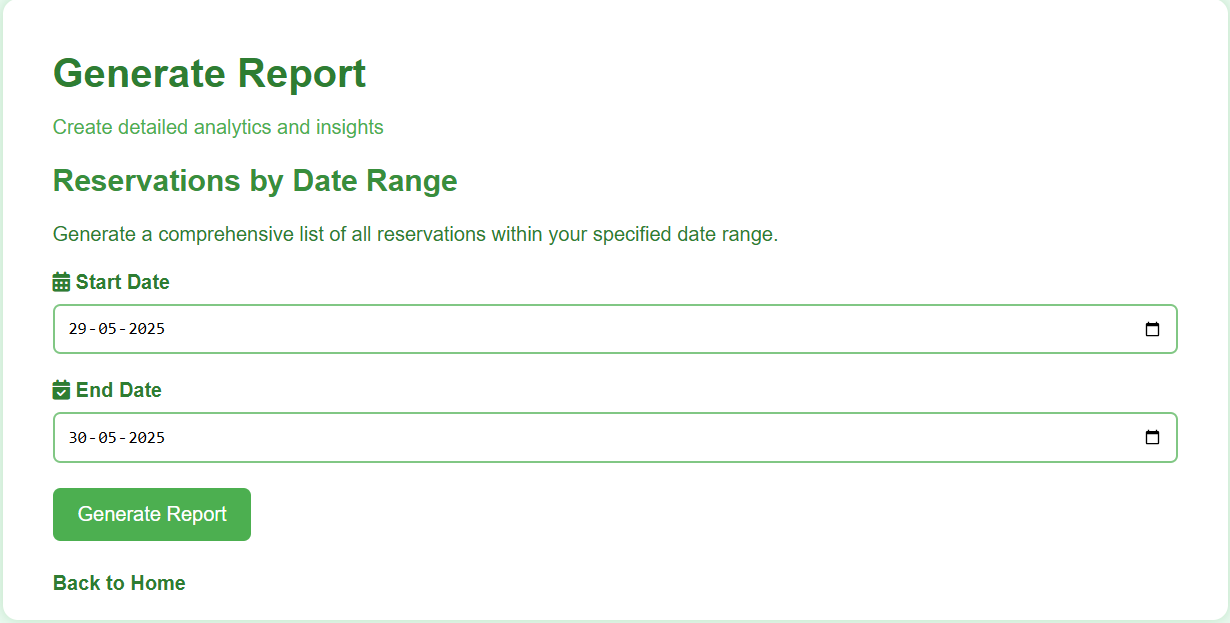 Generate Report
Create detailed analytics and insights
Reservations by Date Range
Generate a comprehensive list of all reservations within your specified date range.
Start Date
29-05-2025
End Date
30-05-2025
Generate Report
Back to Home